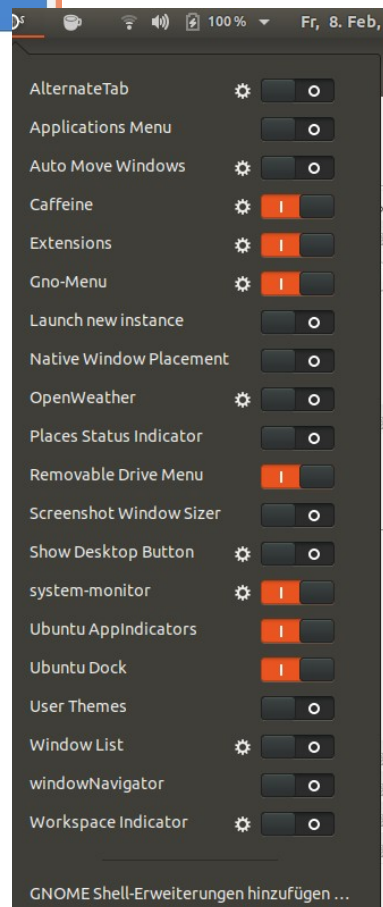 100 %
Fr, 8. Feb,
AlternateTab
Applications Menu
Auto Move Windows
Caffeine
Extensions
Gno-Menu
Launch new instance
Native Window Placement
OpenWeather
Places Status Indicator
Removable Drive Menu
Screenshot Window Sizer
Show Desktop Button
system-monitor
Ubuntu AppIndicators
Ubuntu Dock
User Themes
Window List
windowNavigator
Workspace Indicator
GNOME Shell-Erweiterungen hinzufügen ...